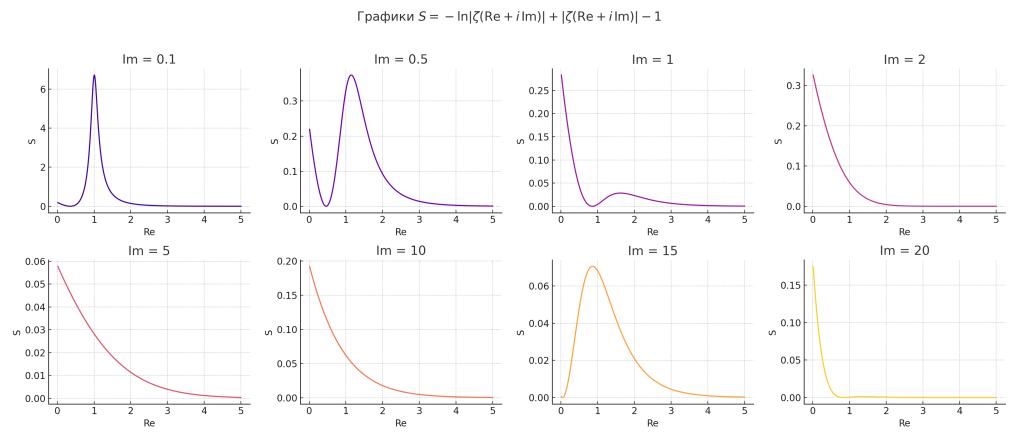 Графики S = − ln|ζ(Re + i Im)| + |ζ(Re + i Im)| − 1
Im = 0.1
Im = 0.5
Im = 1
Im = 2
S
6
4
2
0
0 1 2 3 4 5
Re
S
0.3
0.2
0.1
0.0
0 1 2 3 4 5
Re
S
0.25
0.20
0.15
0.10
0.05
0.00
0 1 2 3 4 5
Re
S
0.3
0.2
0.1
0.0
0 1 2 3 4 5
Re
Im = 5
Im = 10
Im = 15
Im = 20
S
0.06
0.05
0.04
0.03
0.02
0.01
0.00
0 1 2 3 4 5
Re
S
0.20
0.15
0.10
0.05
0.00
0 1 2 3 4 5
Re
S
0.06
0.04
0.02
0.00
0 1 2 3 4 5
Re
S
0.15
0.10
0.05
0.00
0 1 2 3 4 5
Re